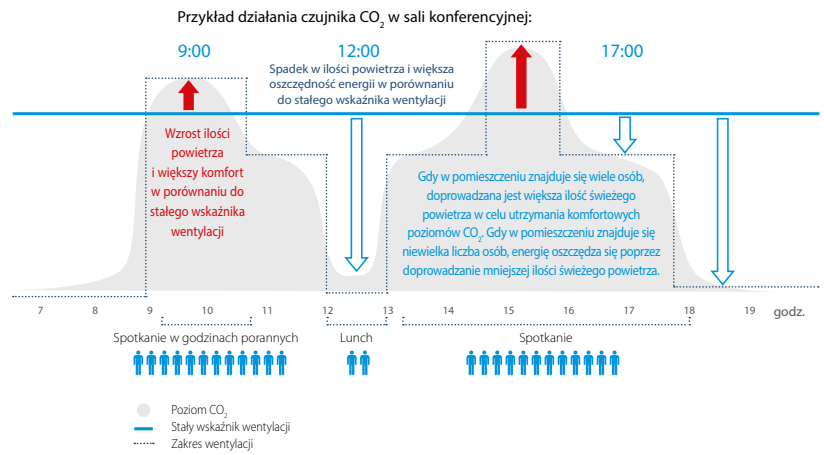 Przykład działania czujnika CO₂ w sali konferencyjnej:
9:00
12:00
17:00
Spadek w ilości powietrza i większa
oszczędność energii w porównaniu
do stałego wskaźnika wentylacji
Wzrost ilości
powietrza
i większy komfort
w porównaniu do
stałego wskaźnika
wentylacji
Gdy w pomieszczeniu znajduje się wiele osób,
doprowadzana jest większa ilość świeżego
powietrza w celu utrzymania komfortowych
poziomów CO₂. Gdy w pomieszczeniu znajduje się
niewielka liczba osób, energię oszczędza się poprzez
doprowadzanie mniejszej ilości świeżego powietrza.
7 8 9 10 11 12 13 14 15 16 17 18 19 godz.
Spotkanie w godzinach porannych Lunch Spotkanie
Poziom CO₂
Stały wskaźnik wentylacji
Zakres wentylacji